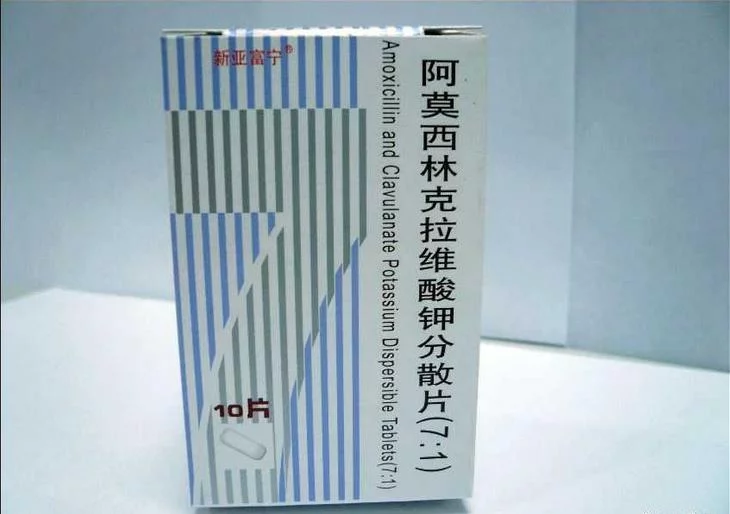 新亚富宁®
阿莫西林克拉维酸钾分散片(7:1)
Amoxicillin and Clavulanate Potassium Dispersible Tablets(7:1)
10片